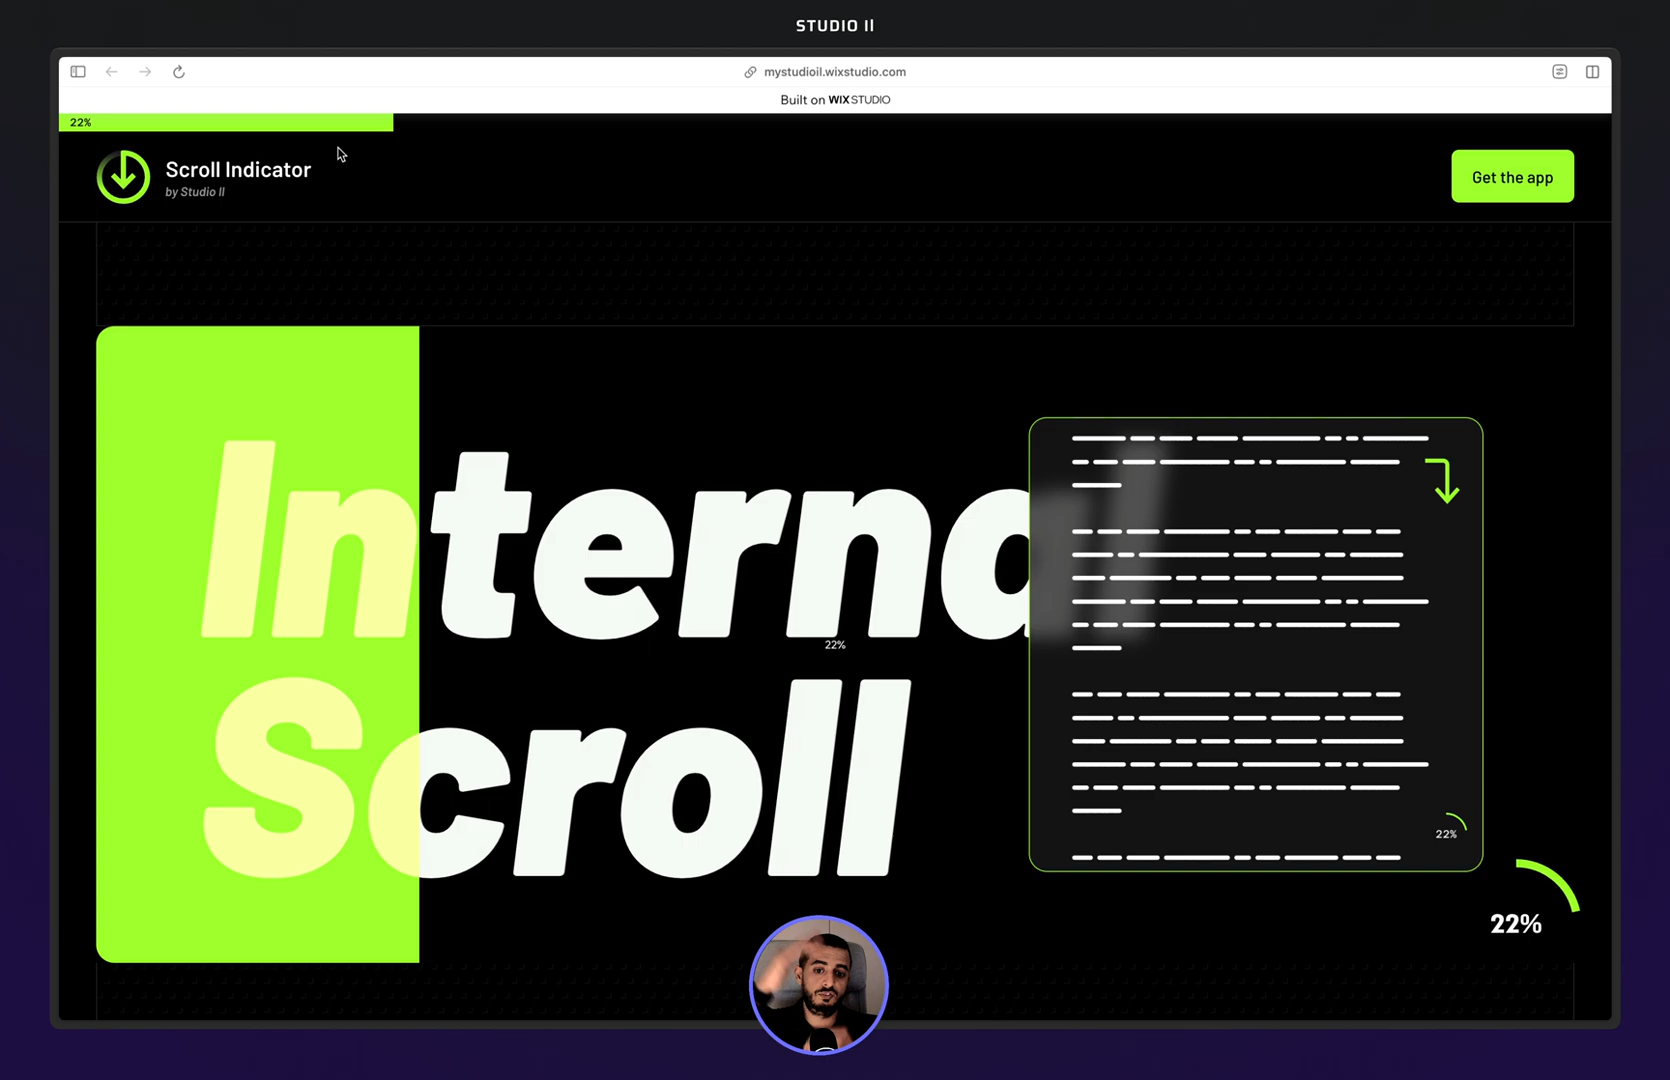 STUDIO II
mystudioil.wixstudio.com
Built on WIX STUDIO
22%
Scroll Indicator
by Studio II
Get the app
Internal
22%
Scroll
22%
22%